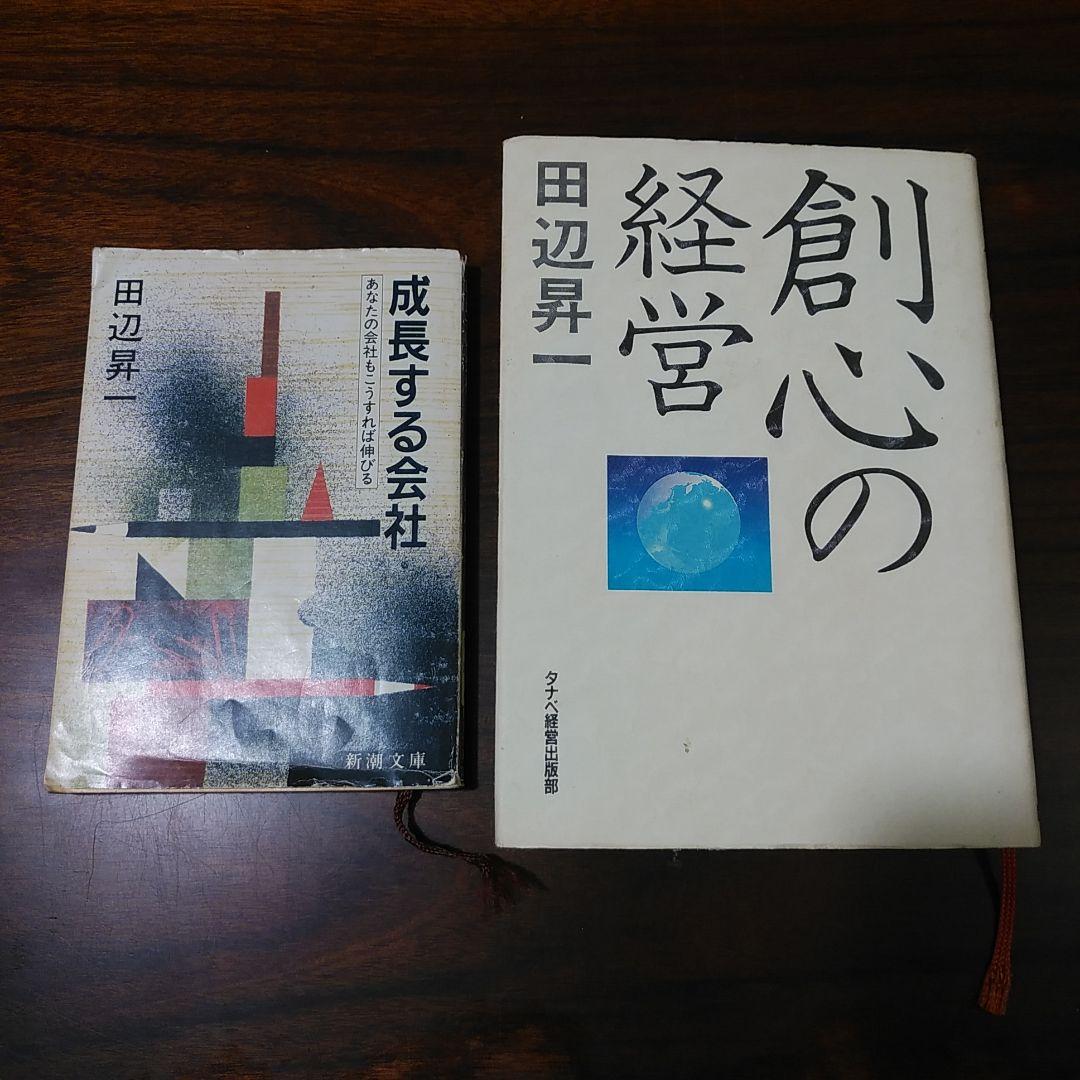 成長する会社
あなたの会社もこうすれば伸びる
田辺昇一
新潮文庫
創心の
経営
田辺昇一
タナベ経営出版部